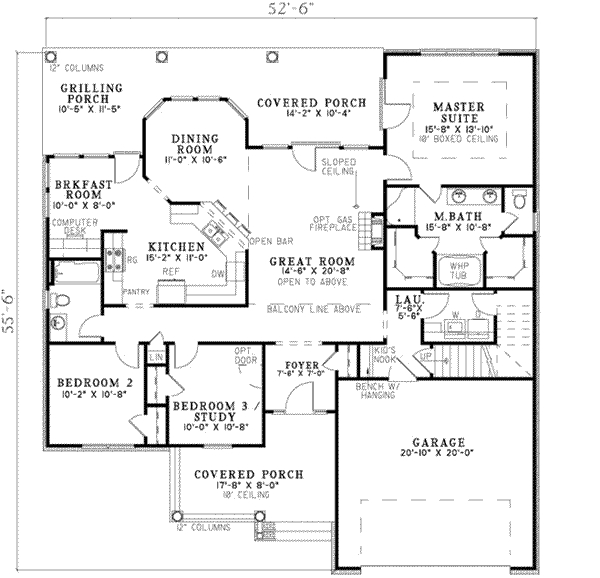 52'-6"
12" COLUMNS
GRILLING
PORCH
10'-5" X 11'-5"
COVERED PORCH
14'-2" X 10'-4"
MASTER
SUITE
15'-8" X 13'-10"
10' BOXED CEILING
DINING
ROOM
11'-0" X 10'-6"
SLOPED
CEILING
BRKFAST
ROOM
10'-0" X 8'-0"
COMPUTER
DESK
M.BATH
15'-8" X 10'-8"
OPT. GAS
FIREPLACE
OPEN BAR
KITCHEN
15'-2" X 11'-0"
RG
REF
DW
PANTRY
GREAT ROOM
14'-6" X 20'-8"
OPEN TO ABOVE
WHP
TUB
BALCONY LINE ABOVE
LAU.
7'-6"X
5'-6"
W.
D.
55'-6"
LIN
OPT.
DOOR
FOYER
7'-6" X 7'-0"
KID'S
NOOK
UP
BENCH W/
HANGING
BEDROOM 2
10'-2" X 10'-8"
BEDROOM 3
STUDY
10'-0" X 10'-8"
GARAGE
20'-10" X 20'-0"
COVERED PORCH
17'-8" X 8'-0"
10' CEILING
12" COLUMNS